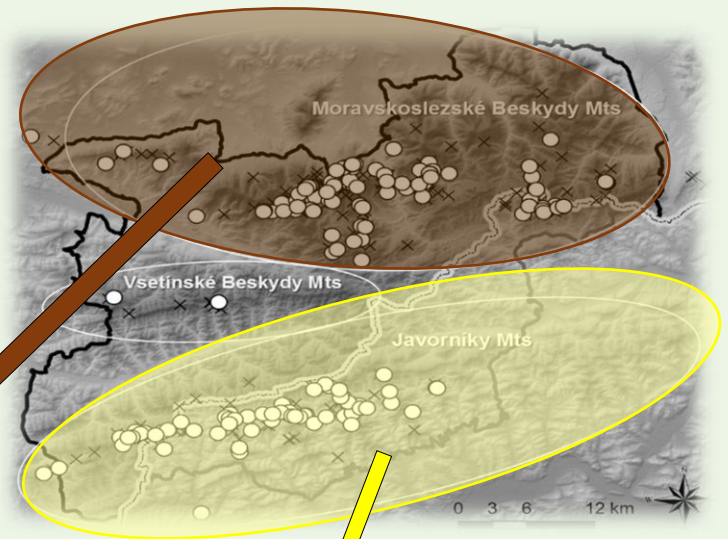 Moravskoslezské Beskydy Mts
Vsetínské Beskydy Mts
Javorníky Mts
N
W
0 3 6 12 km